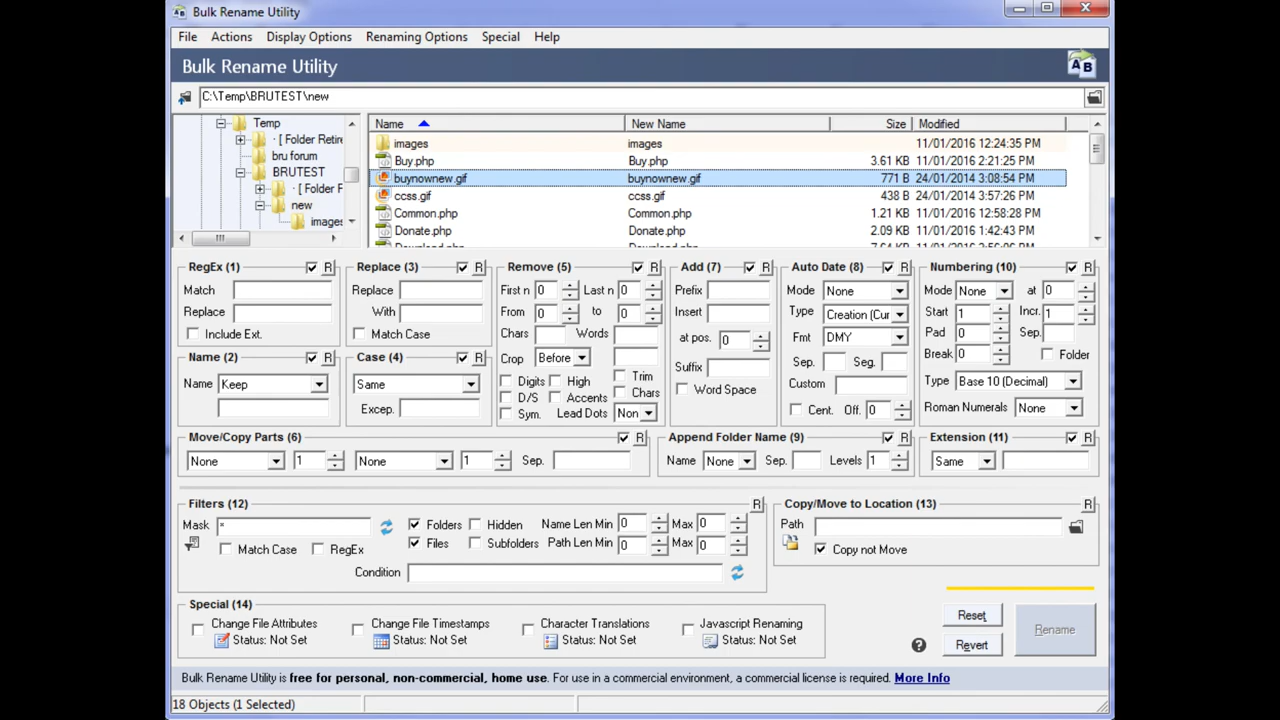 Bulk Rename Utility
File Actions Display Options Renaming Options Special Help
Bulk Rename Utility
C:\Temp\BRUTEST\new
Temp
[ Folder Retire
bru forum
BRUTEST
[ Folder F
new
images
Name New Name Size Modified
images images 11/01/2016 12:24:35 PM
Buy.php Buy.php 3.61 KB 11/01/2016 2:21:25 PM
buynownew.gif buynownew.gif 771 B 24/01/2014 3:08:54 PM
ccss.gif ccss.gif 438 B 24/01/2014 3:57:26 PM
Common.php Common.php 1.21 KB 11/01/2016 12:58:28 PM
Donate.php Donate.php 2.09 KB 11/01/2016 1:42:43 PM
RegEx (1) R
Match
Replace
Include Ext.
Replace (3) R
Replace
With
Match Case
Remove (5) R
First n 0 Last n 0
From 0 to 0
Chars Words
Crop Before
Digits High Trim
D/S Accents Chars
Sym. Lead Dots Non
Add (7) R
Prefix
Insert
at pos. 0
Suffix
Word Space
Auto Date (8) R
Mode None
Type Creation (Cur
Fmt DMY
Sep. Seg.
Custom
Cent. Off. 0
Numbering (10) R
Mode None at 0
Start 1 Incr. 1
Pad 0 Sep.
Break 0 Folder
Type Base 10 (Decimal)
Roman Numerals None
Name (2) R
Name Keep
Case (4) R
Same
Excep.
Move/Copy Parts (6) R
None 1 None 1 Sep.
Append Folder Name (9) R
Name None Sep. Levels 1
Extension (11) R
Same
Filters (12) R
Mask *
Match Case RegEx
Folders Hidden Name Len Min 0 Max 0
Files Subfolders Path Len Min 0 Max 0
Condition
Copy/Move to Location (13) R
Path
Copy not Move
Special (14)
Change File Attributes
Status: Not Set
Change File Timestamps
Status: Not Set
Character Translations
Status: Not Set
Javascript Renaming
Status: Not Set
Reset
Revert
Rename
Bulk Rename Utility is free for personal, non-commercial, home use. For use in a commercial environment, a commercial license is required. More Info
18 Objects (1 Selected)